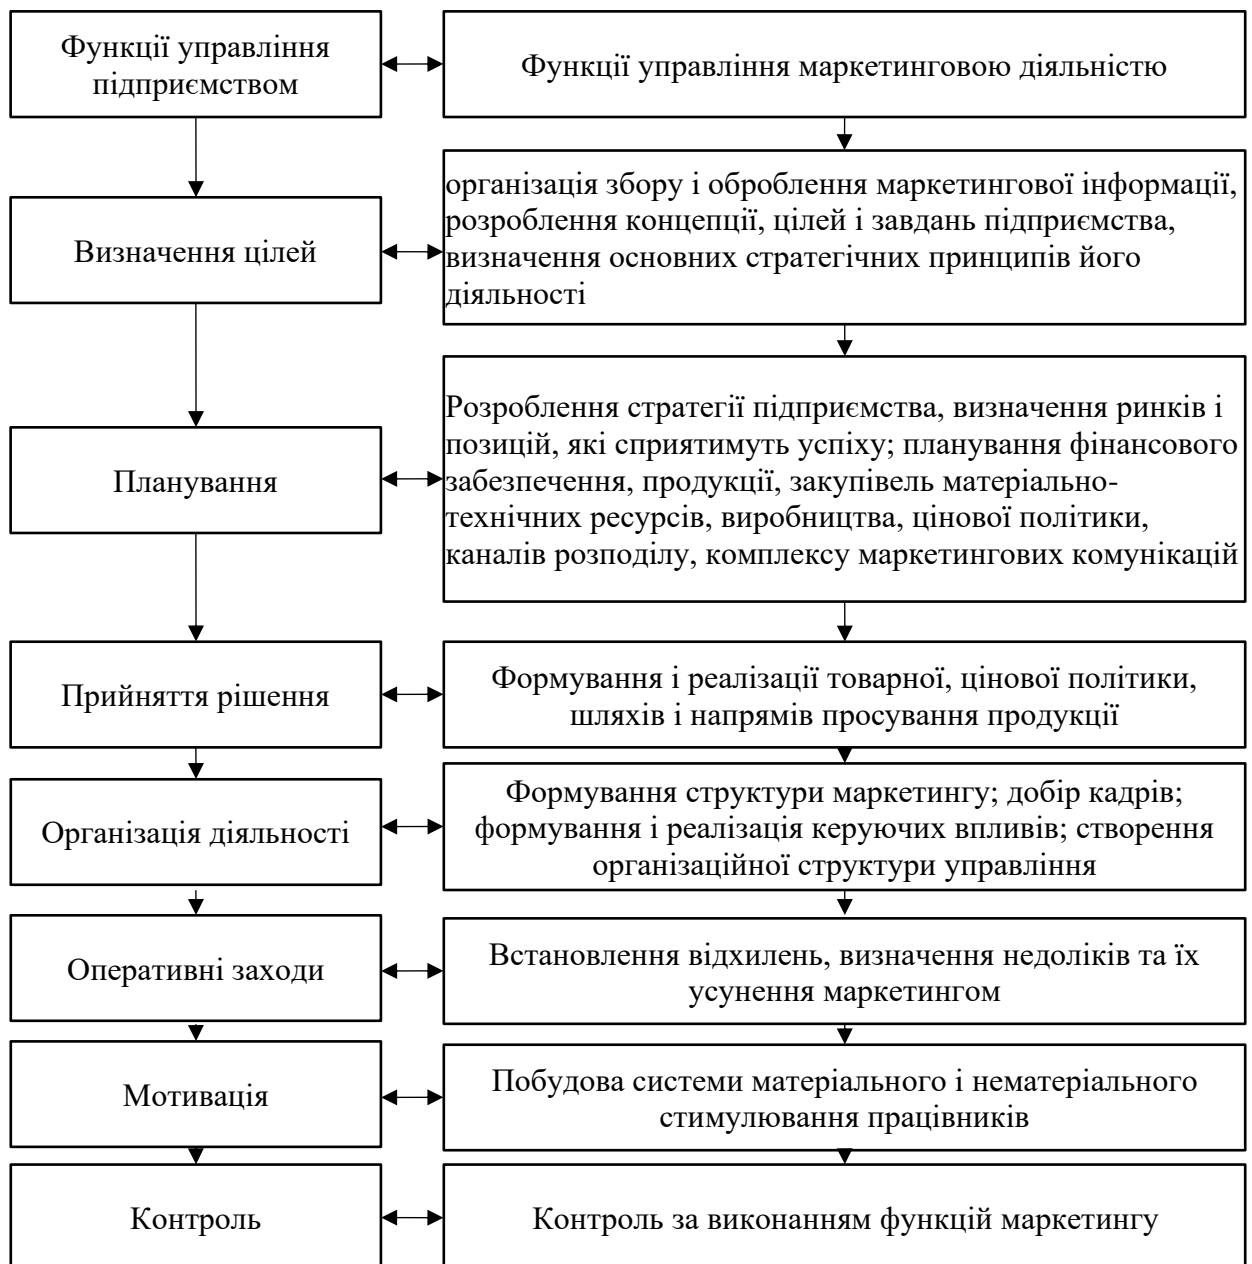 Функції управління
підприємством
Функції управління маркетинговою діяльністю
Визначення цілей
організація збору і оброблення маркетингової інформації,
розроблення концепції, цілей і завдань підприємства,
визначення основних стратегічних принципів його
діяльності
Планування
Розроблення стратегії підприємства, визначення ринків і
позицій, які сприятимуть успіху; планування фінансового
забезпечення, продукції, закупівель матеріально-
технічних ресурсів, виробництва, цінової політики,
каналів розподілу, комплексу маркетингових комунікацій
Прийняття рішення
Формування і реалізації товарної, цінової політики,
шляхів і напрямів просування продукції
Організація діяльності
Формування структури маркетингу; добір кадрів;
формування і реалізація керуючих впливів; створення
організаційної структури управління
Оперативні заходи
Встановлення відхилень, визначення недоліків та їх
усунення маркетингом
Мотивація
Побудова системи матеріального і нематеріального
стимулювання працівників
Контроль
Контроль за виконанням функцій маркетингу